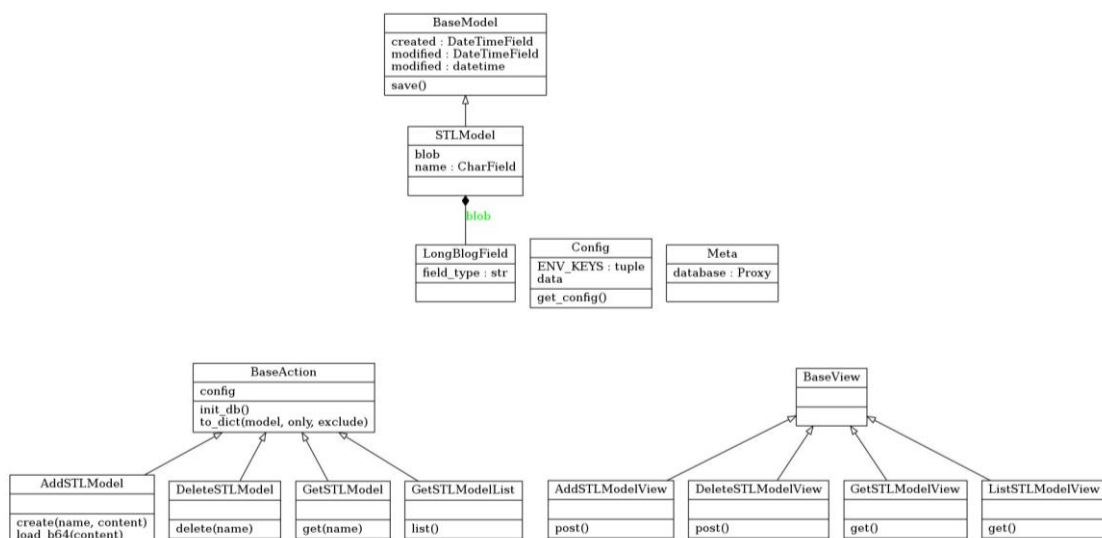 BaseModel
created : DateTimeField
modified : DateTimeField
modified : datetime
save()
STLModel
blob
name : CharField
blob
LongBlogField
field_type : str
Config
ENV_KEYS : tuple
data
get_config()
Meta
database : Proxy
BaseAction
config
init_db()
to_dict(model, only, exclude)
BaseView
AddSTLModel
create(name, content)
load_b64(content)
DeleteSTLModel
delete(name)
GetSTLModel
get(name)
GetSTLModelList
list()
AddSTLModelView
post()
DeleteSTLModelView
post()
GetSTLModelView
get()
ListSTLModelView
get()